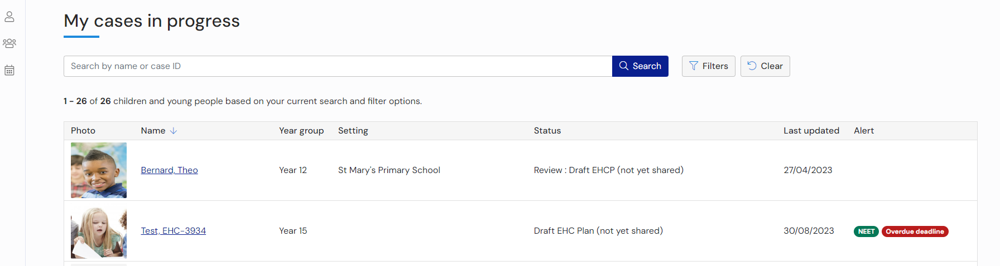 My cases in progress
Search by name or case ID
Search
Filters
Clear
1 - 26 of 26 children and young people based on your current search and filter options.
Photo Name Year group Setting Status Last updated Alert
Bernard, Theo Year 12 St Mary's Primary School Review : Draft EHCP (not yet shared) 27/04/2023
Test, EHC-3934 Year 15 Draft EHC Plan (not yet shared) 30/08/2023 NEET Overdue deadline